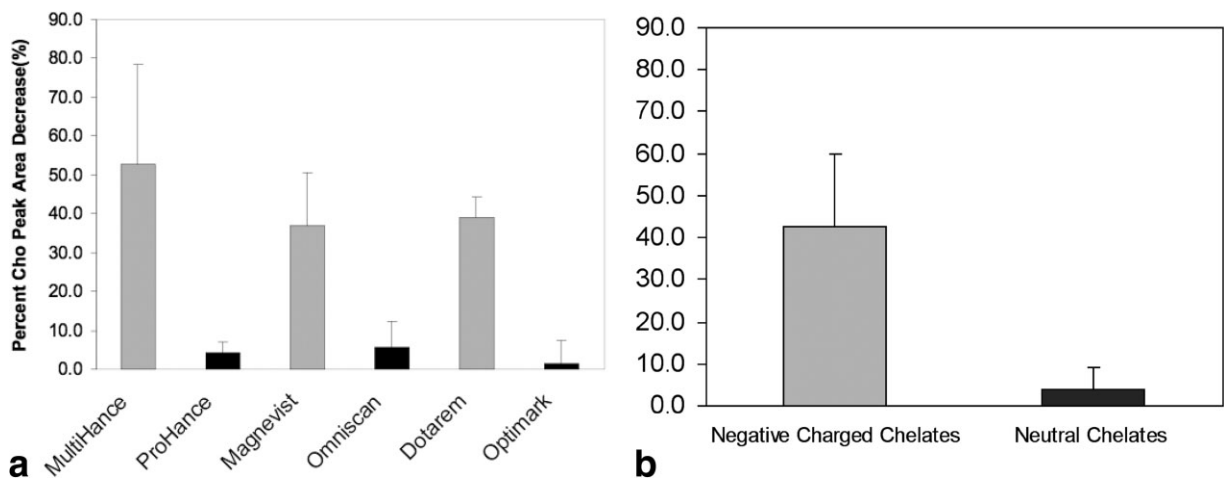 Percent Cho Peak Area Decrease(%)
90.0
80.0
70.0
60.0
50.0
40.0
30.0
20.0
10.0
0.0
MultiHance
ProHance
Magnevist
Omniscan
Dotarem
Optimark
a
90.0
80.0
70.0
60.0
50.0
40.0
30.0
20.0
10.0
0.0
Negative Charged Chelates
Neutral Chelates
b